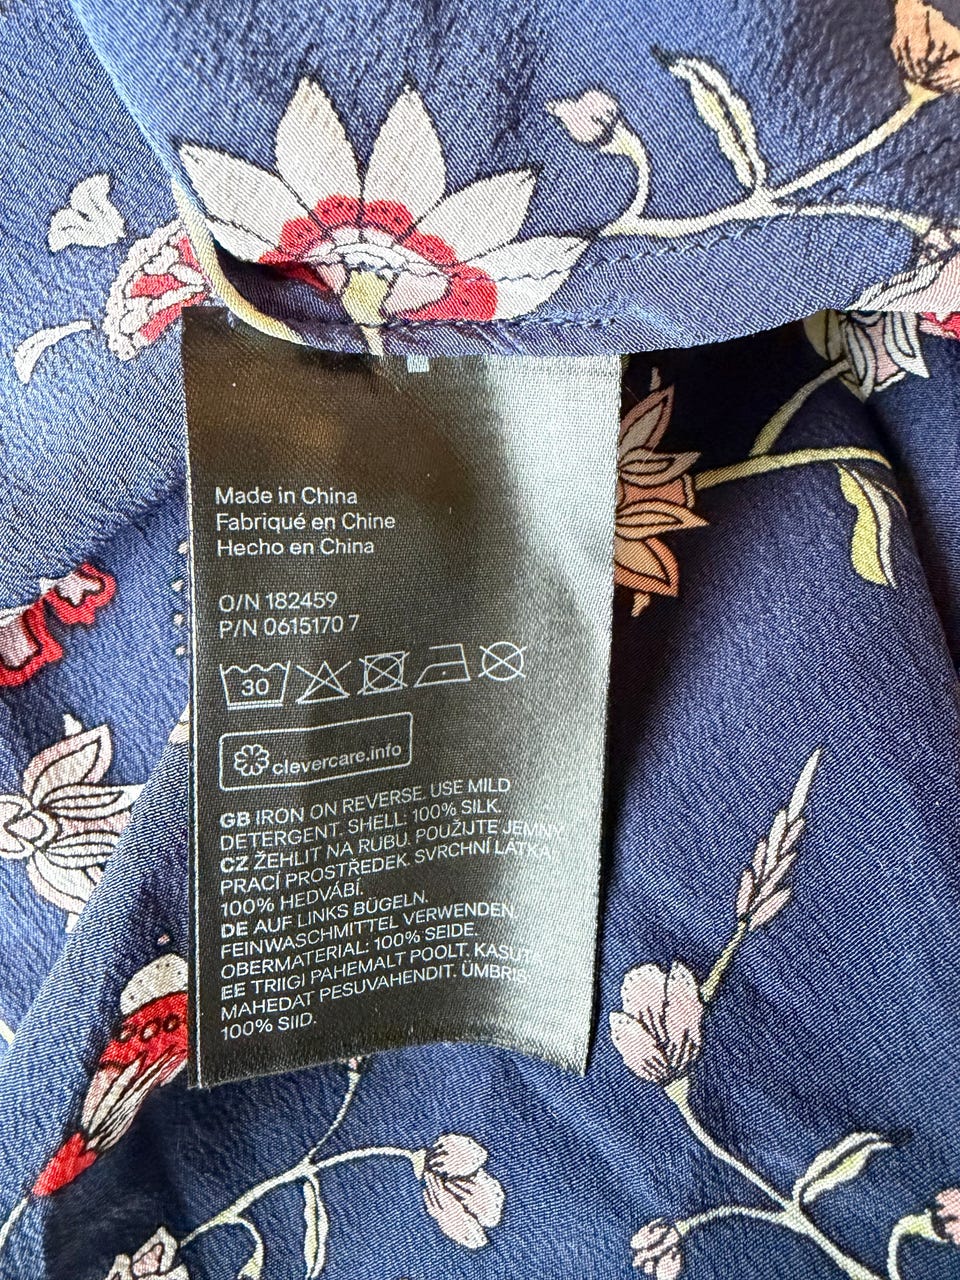 Made in China
Fabriqué en Chine
Hecho en China
O/N 182459
P/N 0615170 7
30
clevercare.info
GB IRON ON REVERSE. USE MILD
DETERGENT. SHELL: 100% SILK.
CZ ŽEHLIT NA RUBU. POUŽIJTE JEMNÝ
PRACÍ PROSTŘEDEK. SVRCHNÍ LÁTKA
100% HEDVÁBÍ.
DE AUF LINKS BÜGELN.
FEINWASCHMITTEL VERWENDEN.
OBERMATERIAL: 100% SEIDE.
EE TRIIGI PAHEMALT POOLT. KASUT
MAHEDAT PESUVAHENDIT. ÜMBRIS:
100% SIID.